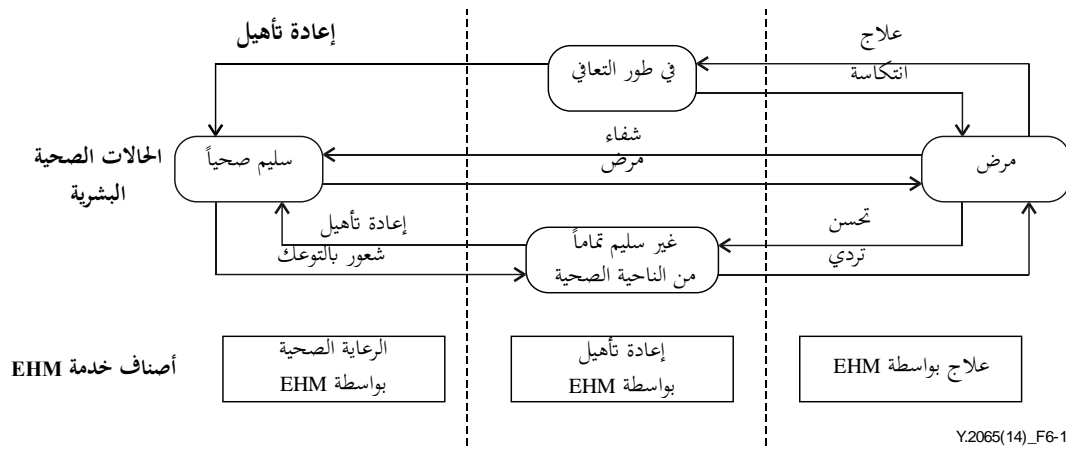 إعادة تأهيل
علاج
في طور التعافي
انتكاسة
شفاء
الحالات الصحية
البشرية
سليم صحياً
مرض
مرض
إعادة تأهيل
غير سليم تماماً
من الناحية الصحية
تحسن
شعور بالتوعك
تردي
أصناف خدمة EHM
الرعاية الصحية
بواسطة EHM
إعادة تأهيل
بواسطة EHM
علاج بواسطة EHM
Y.2065(14)_F6-1